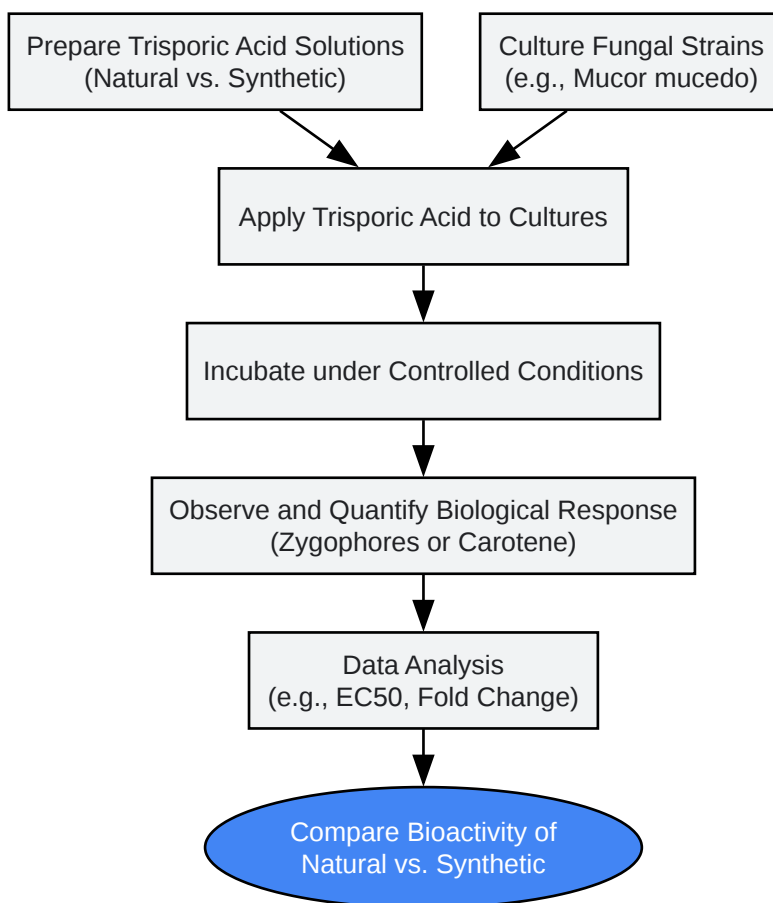 Prepare Trisporic Acid Solutions
(Natural vs. Synthetic)
Culture Fungal Strains
(e.g., Mucor mucedo)
Apply Trisporic Acid to Cultures
Incubate under Controlled Conditions
Observe and Quantify Biological Response
(Zygophores or Carotene)
Data Analysis
(e.g., EC50, Fold Change)
Compare Bioactivity of
Natural vs. Synthetic